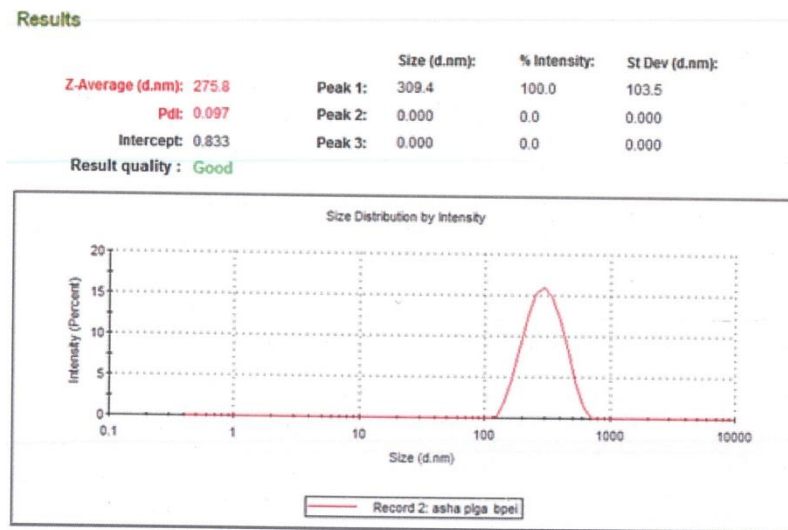 Results
Size (d.nm): % Intensity: St Dev (d.nm):
Z-Average (d.nm): 275.8 Peak 1: 309.4 100.0 103.5
PdI: 0.097 Peak 2: 0.000 0.0 0.000
Intercept: 0.833 Peak 3: 0.000 0.0 0.000
Result quality : Good
Size Distribution by Intensity
20
15
10
5
0
Intensity (Percent)
0.1 1 10 100 1000 10000
Size (d.nm)
Record 2: asha plga bpei